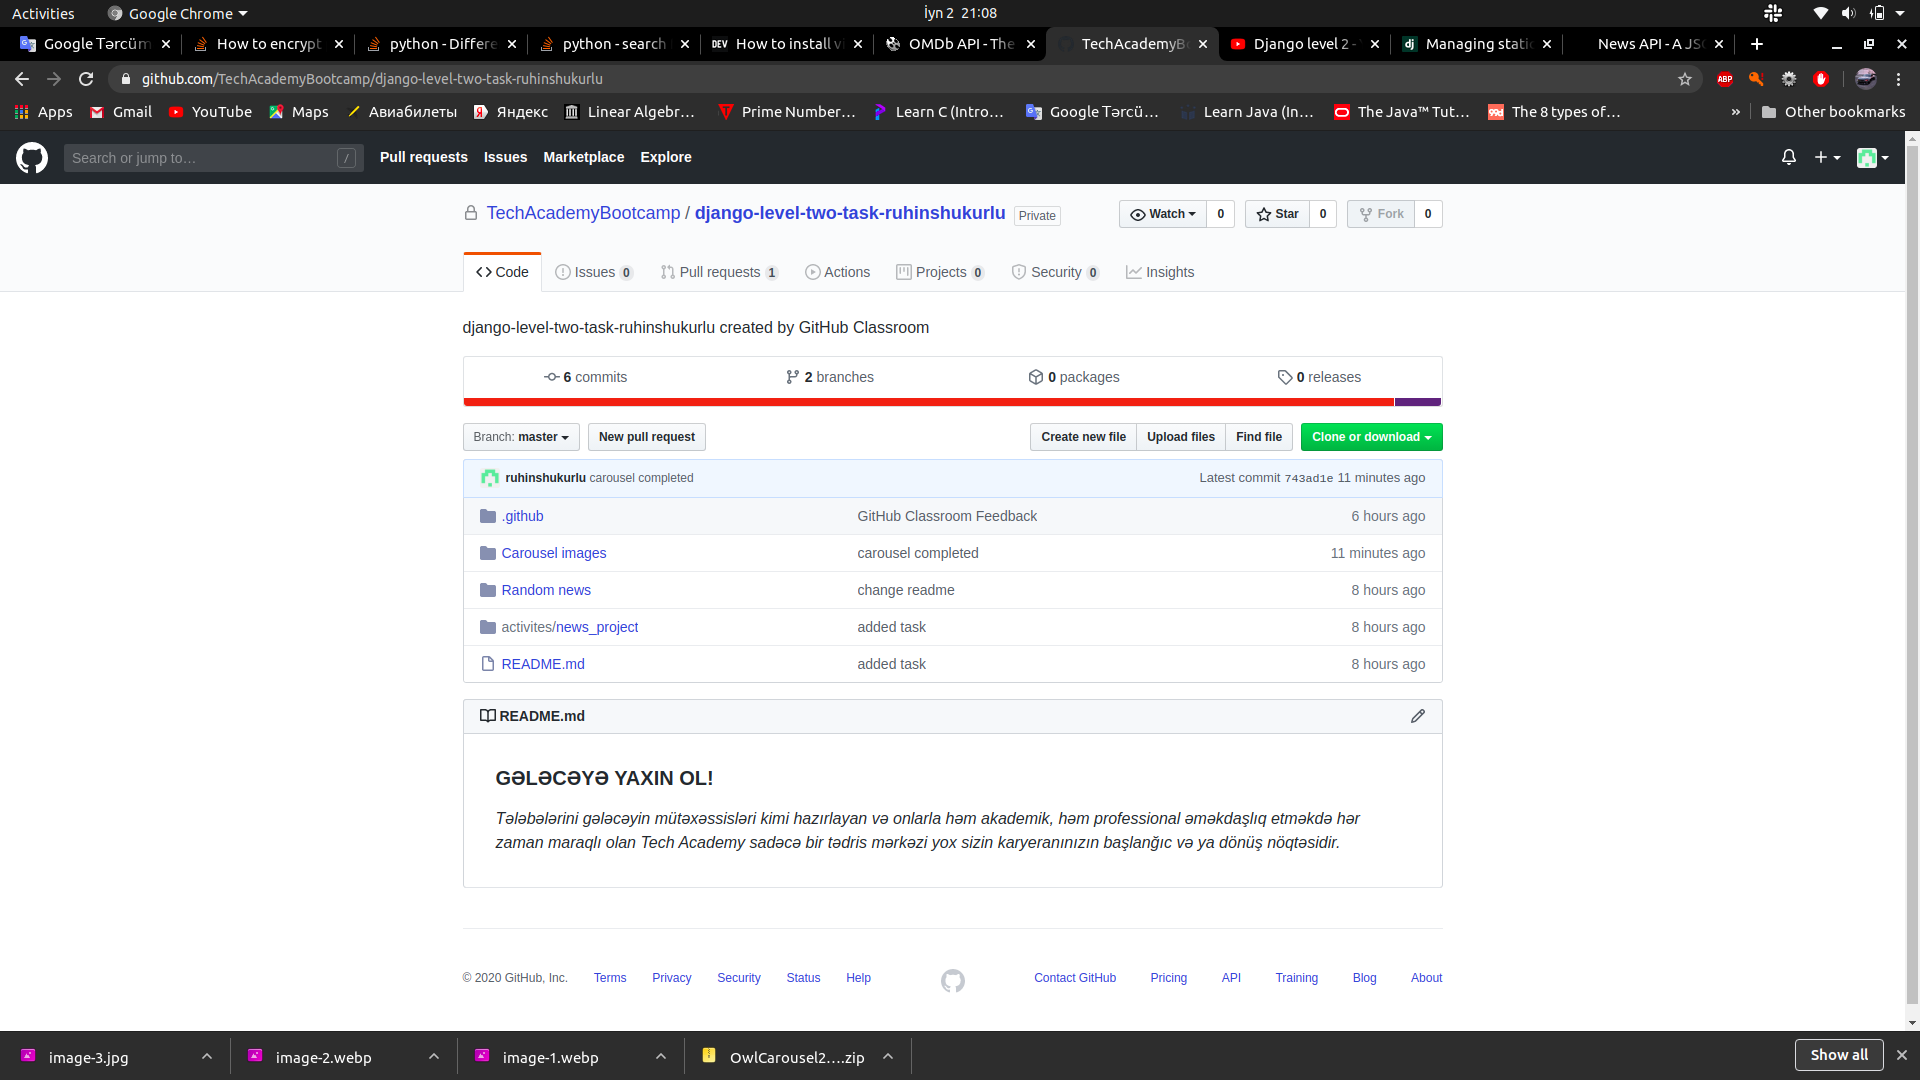 Activities Google Chrome İyn 2 21:08
Google Tərcüm How to encrypt python - Differe python - search How to install vi OMDb API - The TechAcademyBo Django level 2 - Managing stati News API - A JSO
github.com/TechAcademyBootcamp/django-level-two-task-ruhinshukurlu ABP
Apps Gmail YouTube Maps Авиабилеты Яндекс Linear Algebr… Prime Number… Learn C (Intro… Google Tərcü… Learn Java (In… The Java™ Tut… The 8 types of… » Other bookmarks
Search or jump to… / Pull requests Issues Marketplace Explore
TechAcademyBootcamp / django-level-two-task-ruhinshukurlu Private Watch 0 Star 0 Fork 0
Code Issues 0 Pull requests 1 Actions Projects 0 Security 0 Insights
django-level-two-task-ruhinshukurlu created by GitHub Classroom
6 commits 2 branches 0 packages 0 releases
Branch: master New pull request Create new file Upload files Find file Clone or download
ruhinshukurlu carousel completed Latest commit 743ad1e 11 minutes ago
.github GitHub Classroom Feedback 6 hours ago
Carousel images carousel completed 11 minutes ago
Random news change readme 8 hours ago
activites/news_project added task 8 hours ago
README.md added task 8 hours ago
README.md
GƏLƏCƏYƏ YAXIN OL!
Tələbələrini gələcəyin mütəxəssisləri kimi hazırlayan və onlarla həm akademik, həm professional əməkdaşlıq etməkdə hər
zaman maraqlı olan Tech Academy sadəcə bir tədris mərkəzi yox sizin karyeranınızın başlanğıc və ya dönüş nöqtəsidir.
© 2020 GitHub, Inc. Terms Privacy Security Status Help Contact GitHub Pricing API Training Blog About
image-3.jpg image-2.webp image-1.webp OwlCarousel2….zip Show all